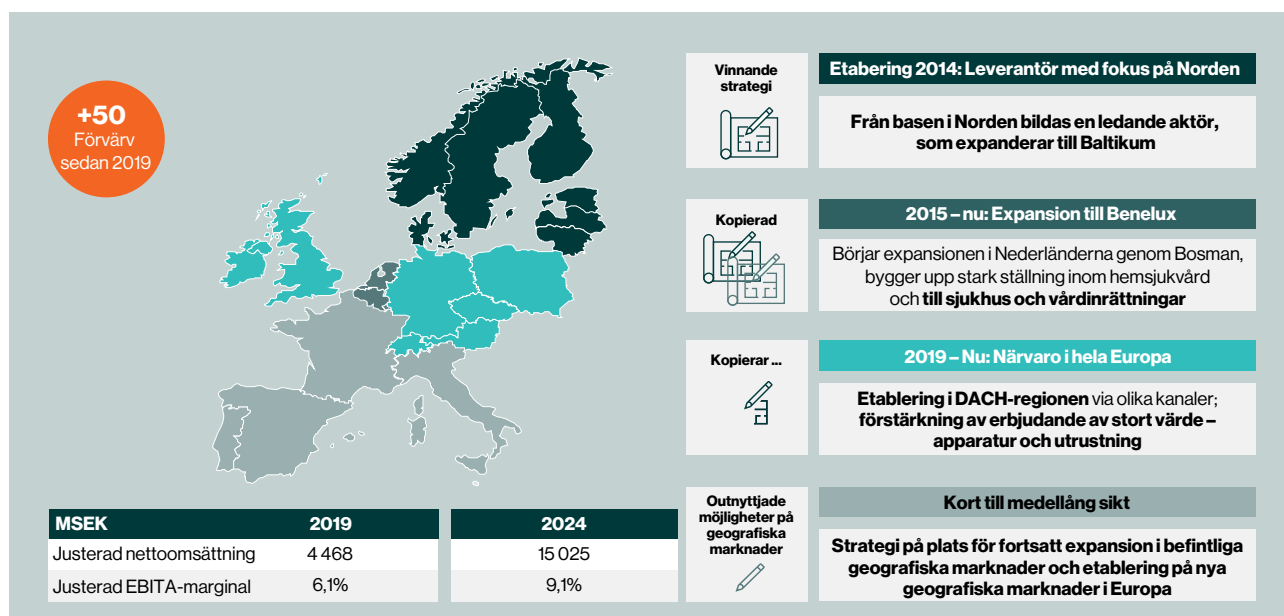 +50
Förvärv
sedan 2019
Vinnande
strategi
Etabering 2014: Leverantör med fokus på Norden
Från basen i Norden bildas en ledande aktör,
som expanderar till Baltikum
Kopierad
2015 – nu: Expansion till Benelux
Börjar expansionen i Nederländerna genom Bosman,
bygger upp stark ställning inom hemsjukvård
och till sjukhus och vårdinrättningar
Kopierar ...
2019 – Nu: Närvaro i hela Europa
Etablering i DACH-regionen via olika kanaler;
förstärkning av erbjudande av stort värde –
apparatur och utrustning
Outnyttjade
möjligheter på
geografiska
marknader
Kort till medellång sikt
Strategi på plats för fortsatt expansion i befintliga
geografiska marknader och etablering på nya
geografiska marknader i Europa
MSEK 2019 2024
Justerad nettoomsättning 4 468 15 025
Justerad EBITA-marginal 6,1% 9,1%